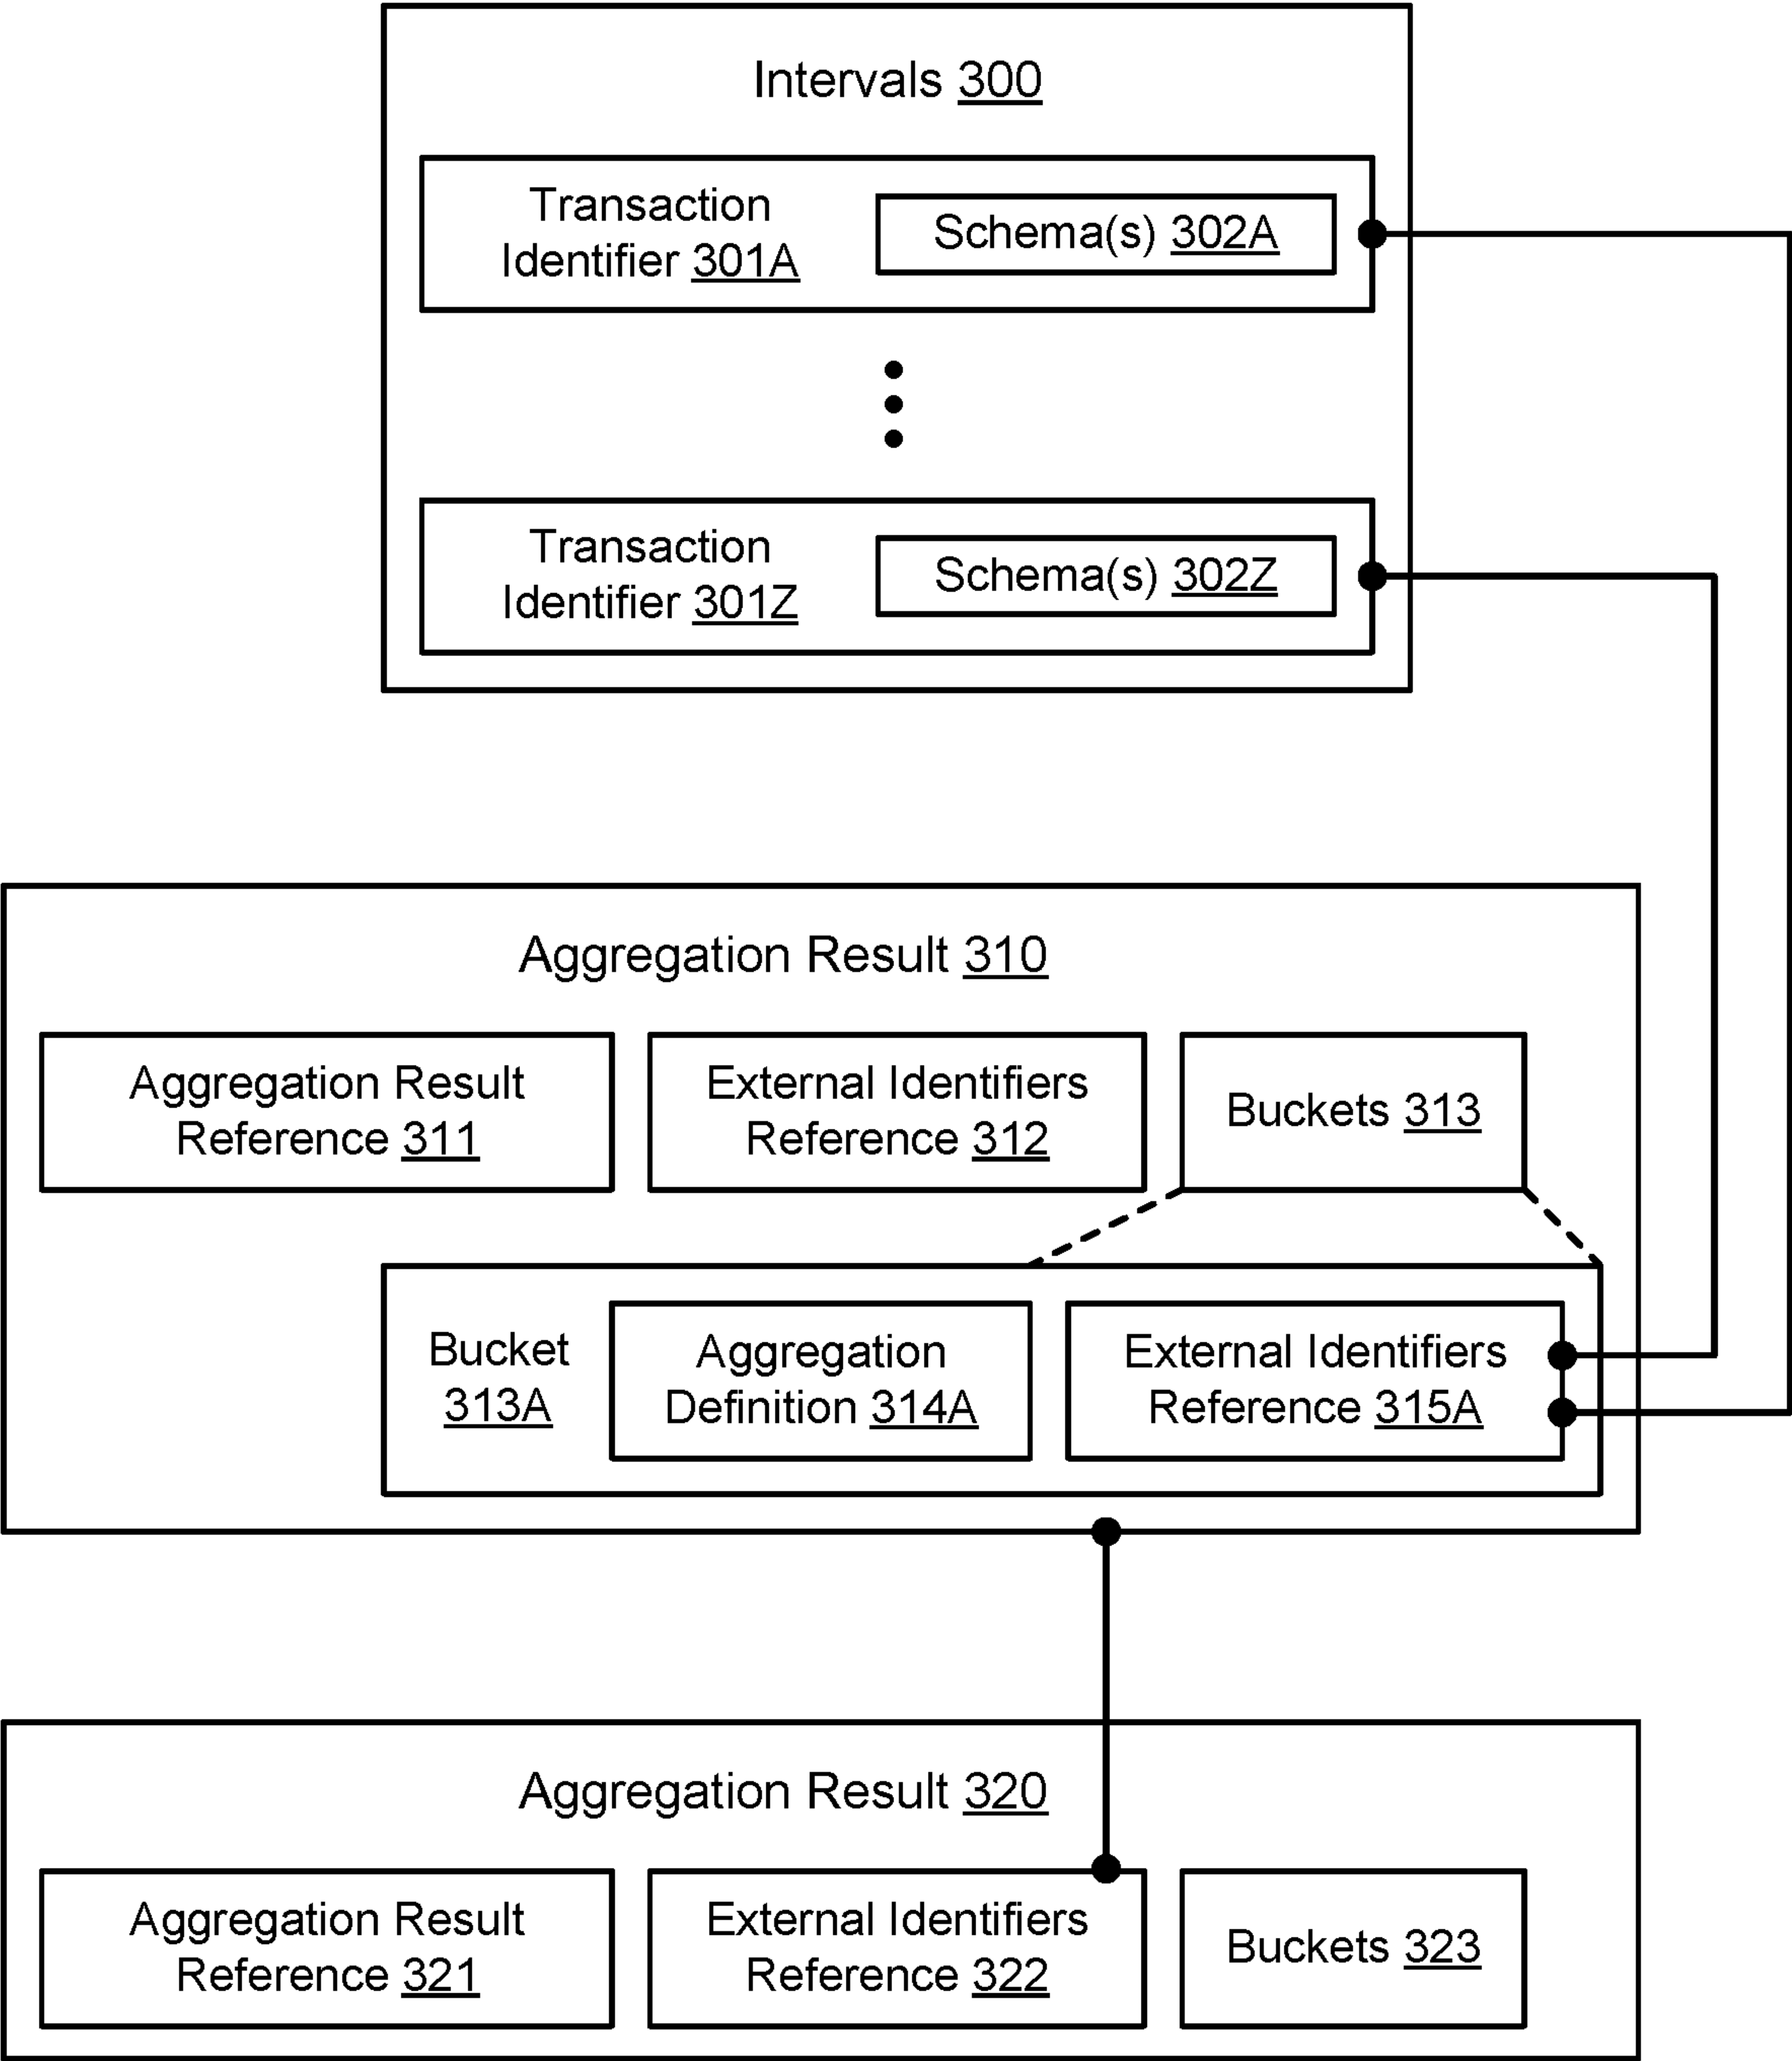 Intervals 300
Transaction
Identifier 301A
Schema(s) 302A
Transaction
Identifier 301Z
Schema(s) 302Z
Aggregation Result 310
Aggregation Result
Reference 311
External Identifiers
Reference 312
Buckets 313
Bucket
313A
Aggregation
Definition 314A
External Identifiers
Reference 315A
Aggregation Result 320
Aggregation Result
Reference 321
External Identifiers
Reference 322
Buckets 323